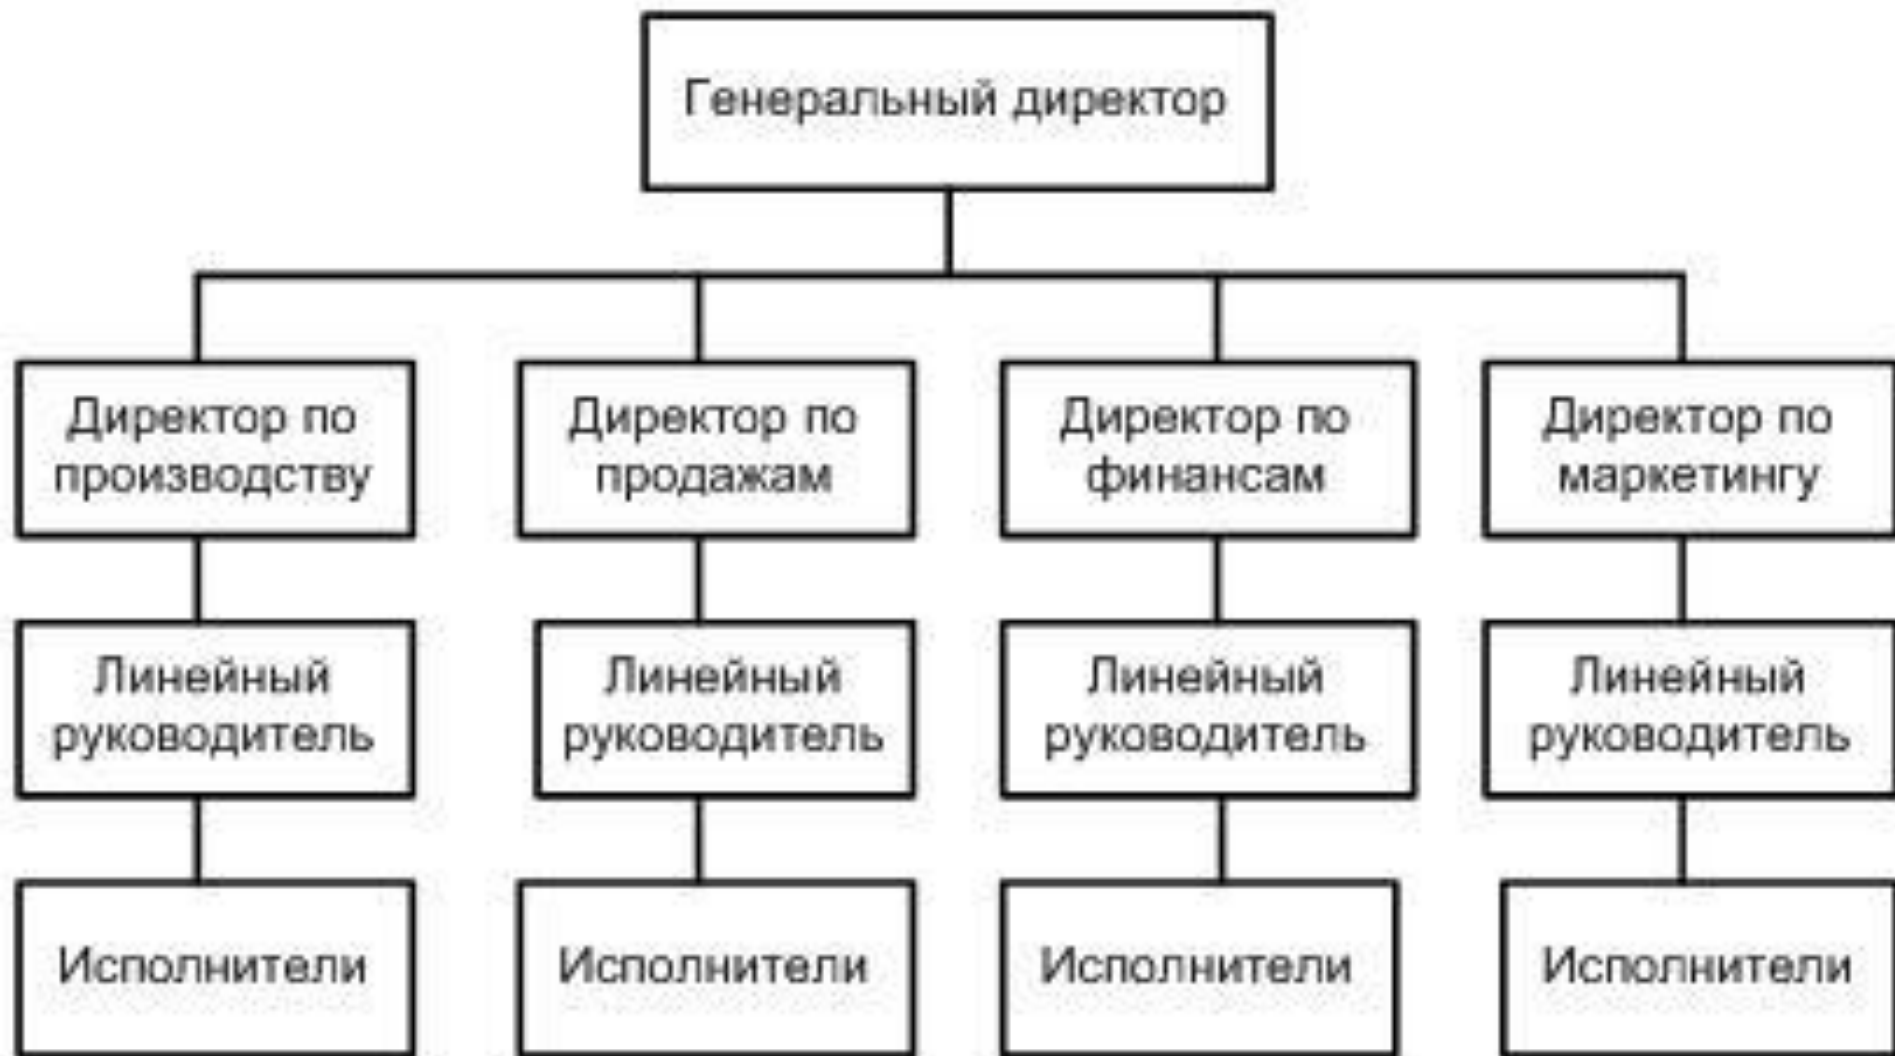 Генеральный директор
Директор по
производству
Директор по
продажам
Директор по
финансам
Директор по
маркетингу
Линейный
руководитель
Линейный
руководитель
Линейный
руководитель
Линейный
руководитель
Исполнители
Исполнители
Исполнители
Исполнители